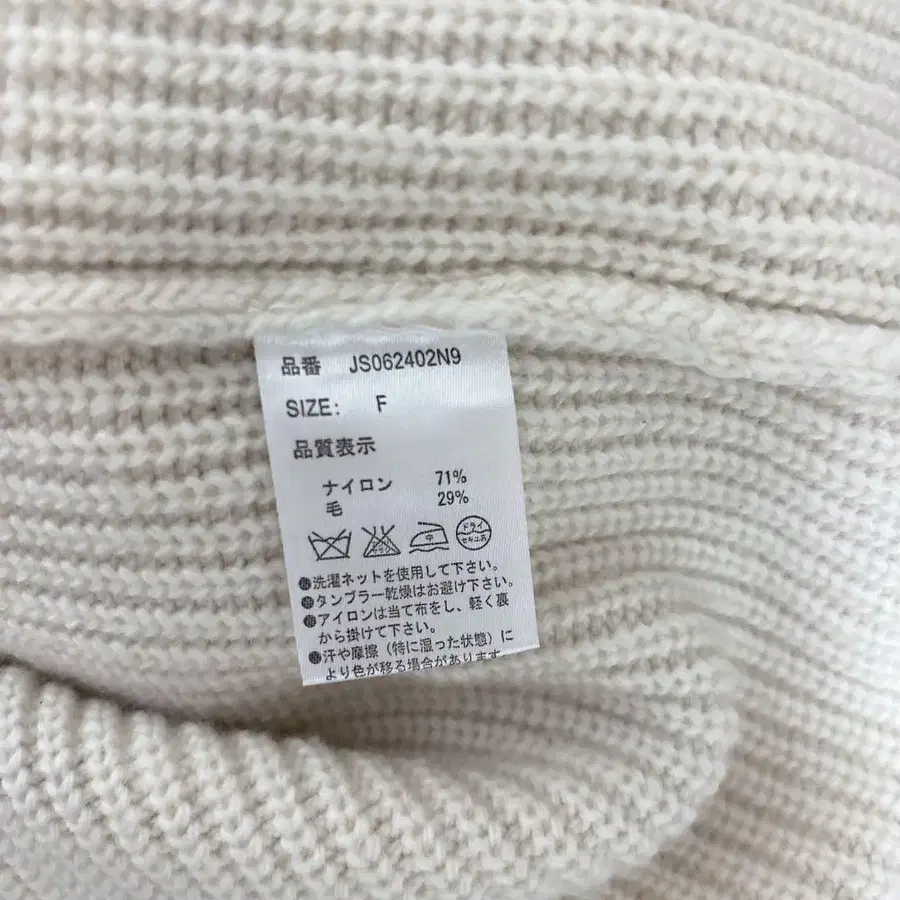 品番 JS062402N9
SIZE: F
品質表示
ナイロン 71%
毛 29%
中
ドライ
セキユ系
●洗濯ネットを使用して下さい。
●タンブラー乾燥はお避け下さい。
●アイロンは当て布をし、軽く裏
から掛けて下さい。
●汗や摩擦（特に湿った状態）に
より色が移る場合があります